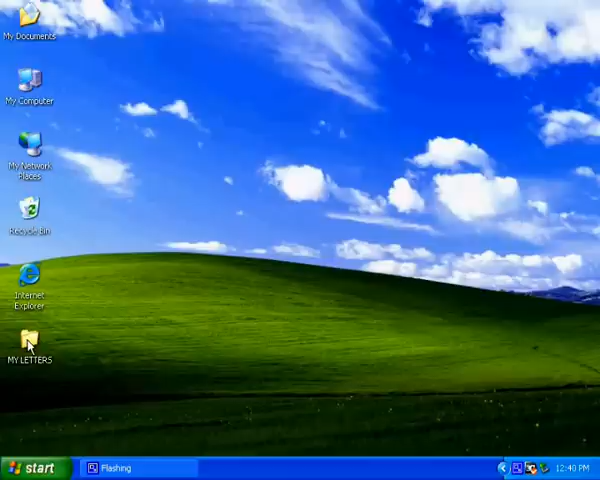 My Documents
My Computer
My Network
Places
Recycle Bin
Internet
Explorer
MY LETTERS
start
Flashing
12:40 PM